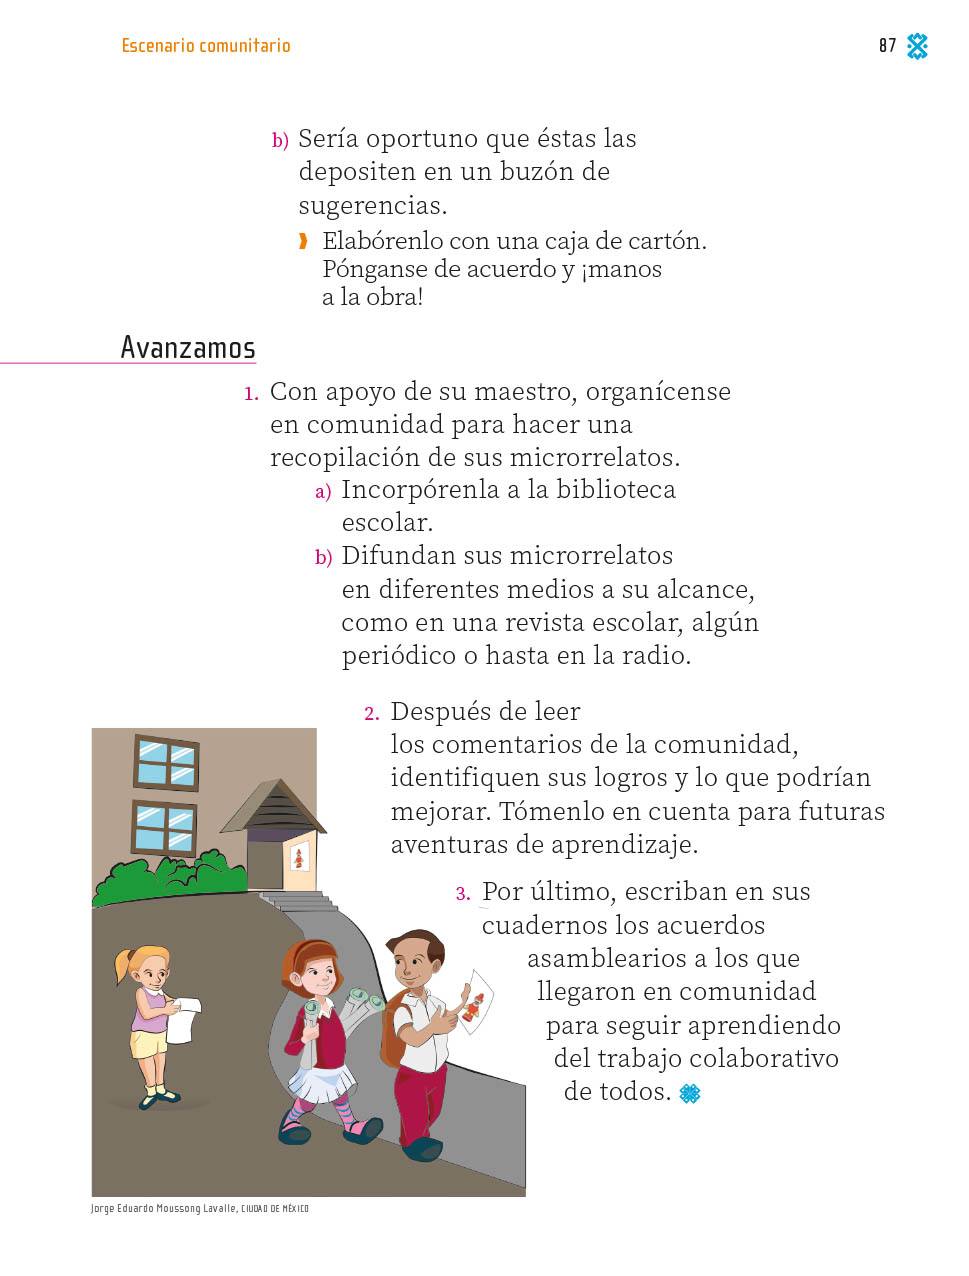 Escenario comunitario
87
b) Sería oportuno que éstas las
depositen en un buzón de
sugerencias.
Elabórenlo con una caja de cartón.
Pónganse de acuerdo y ¡manos
a la obra!
Avanzamos
1. Con apoyo de su maestro, organícense
en comunidad para hacer una
recopilación de sus microrrelatos.
a) Incorpórenla a la biblioteca
escolar.
b) Difundan sus microrrelatos
en diferentes medios a su alcance,
como en una revista escolar, algún
periódico o hasta en la radio.
2. Después de leer
los comentarios de la comunidad,
identifiquen sus logros y lo que podrían
mejorar. Tómenlo en cuenta para futuras
aventuras de aprendizaje.
3. Por último, escriban en sus
cuadernos los acuerdos
asamblearios a los que
llegaron en comunidad
para seguir aprendiendo
del trabajo colaborativo
de todos.
Jorge Eduardo Moussong Lavalle, CIUDAD DE MÉXICO